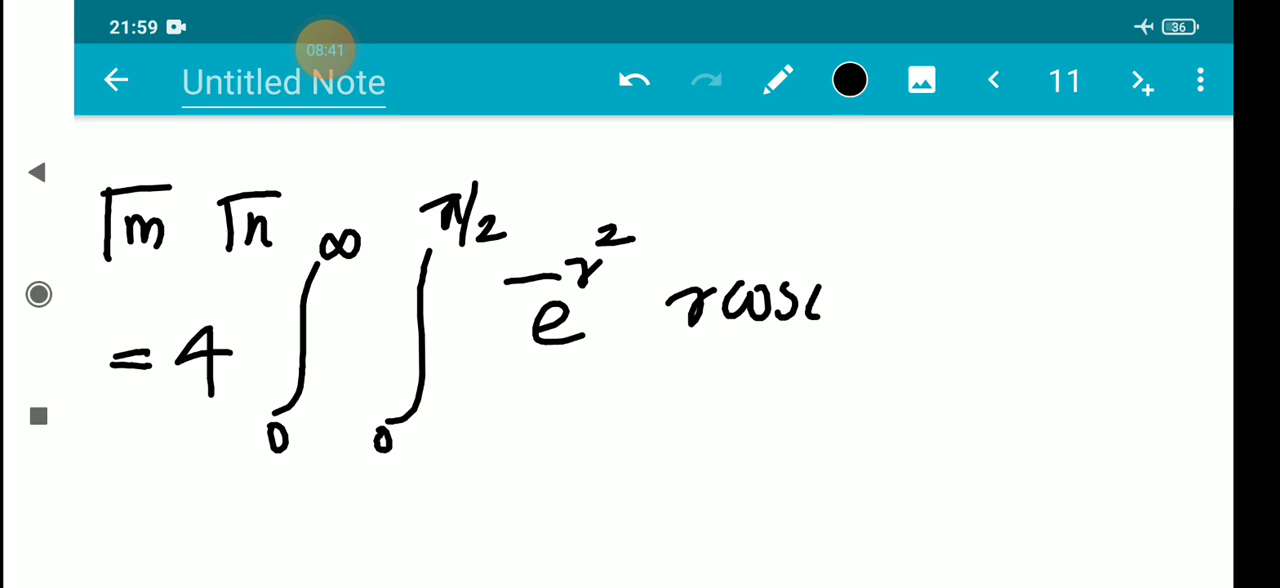 21:59 36
08:41
Untitled Note 11
Γm Γn
= 4 ∫₀^∞ ∫₀^π/2 e^-r² r cos